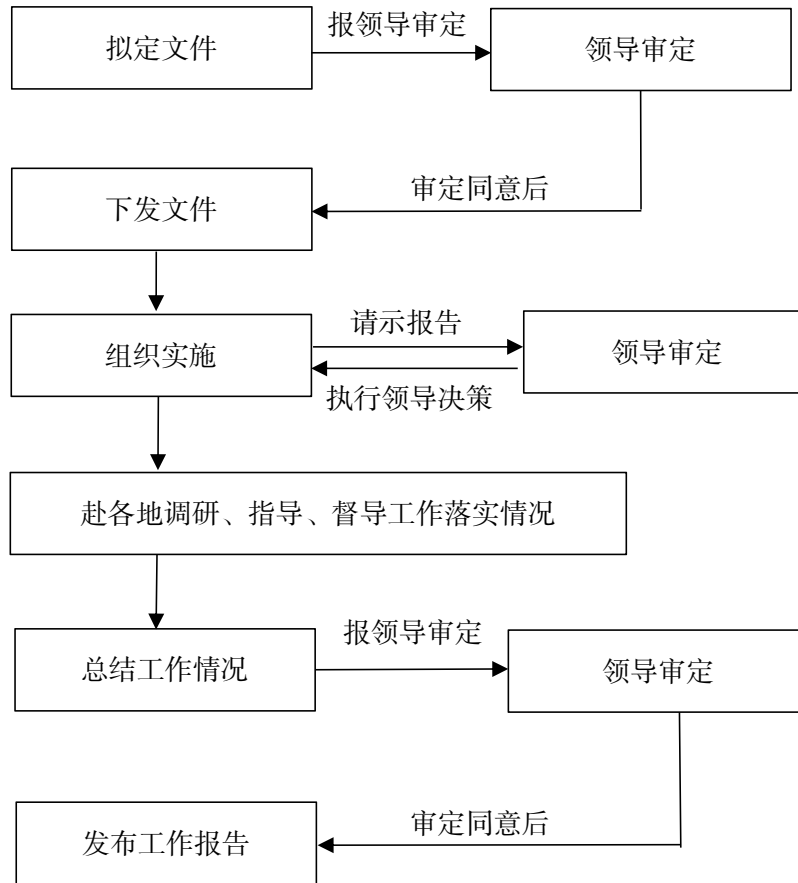 拟定文件
报领导审定
领导审定
审定同意后
下发文件
组织实施
请示报告
执行领导决策
领导审定
赴各地调研、指导、督导工作落实情况
总结工作情况
报领导审定
领导审定
审定同意后
发布工作报告